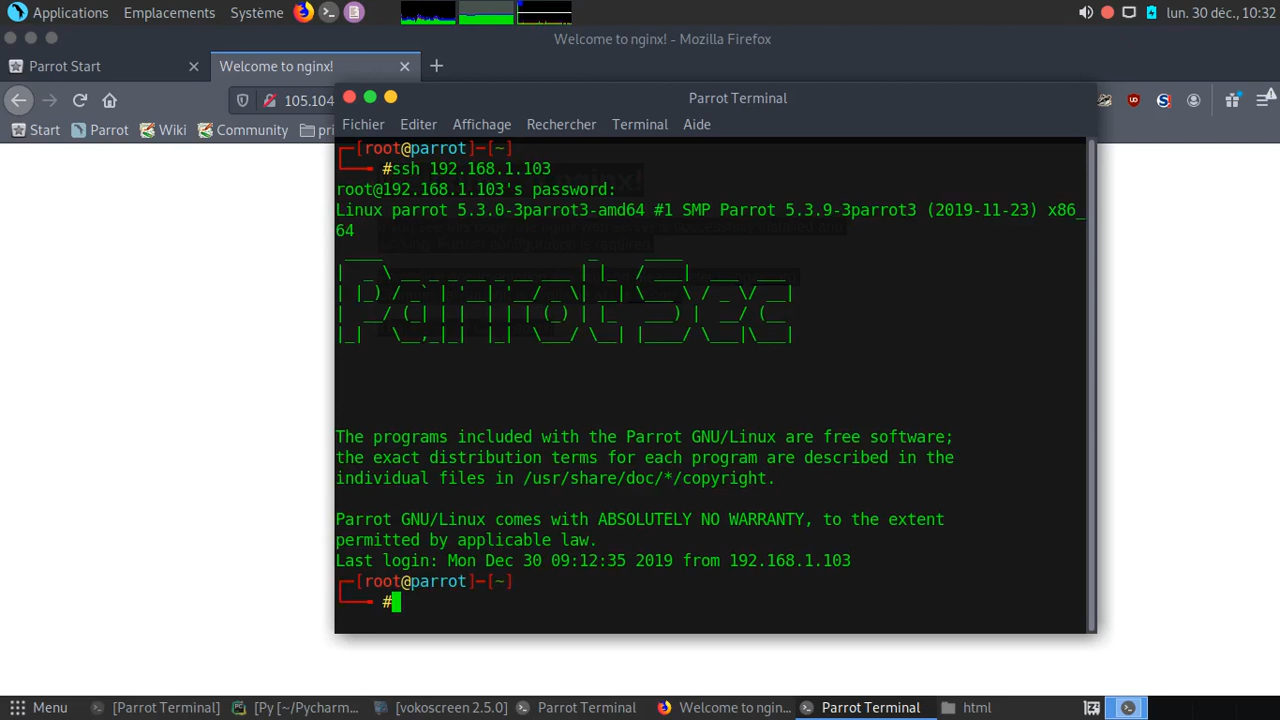 Applications Emplacements Système lun. 30 déc., 10:32
Welcome to nginx! - Mozilla Firefox
Parrot Start Welcome to nginx!
105.104
Parrot Terminal
Start Parrot Wiki Community pri
Fichier Editer Affichage Rechercher Terminal Aide
┌─[root@parrot]─[~]
└──╼ #ssh 192.168.1.103
root@192.168.1.103's password:
Linux parrot 5.3.0-3parrot3-amd64 #1 SMP Parrot 5.3.9-3parrot3 (2019-11-23) x86_
64
ParrotSec
The programs included with the Parrot GNU/Linux are free software;
the exact distribution terms for each program are described in the
individual files in /usr/share/doc/*/copyright.
Parrot GNU/Linux comes with ABSOLUTELY NO WARRANTY, to the extent
permitted by applicable law.
Last login: Mon Dec 30 09:12:35 2019 from 192.168.1.103
┌─[root@parrot]─[~]
└──╼ #
Menu [Parrot Terminal] [Py [~/Pycharm... [vokoscreen 2.5.0] Parrot Terminal Welcome to ngin... Parrot Terminal html